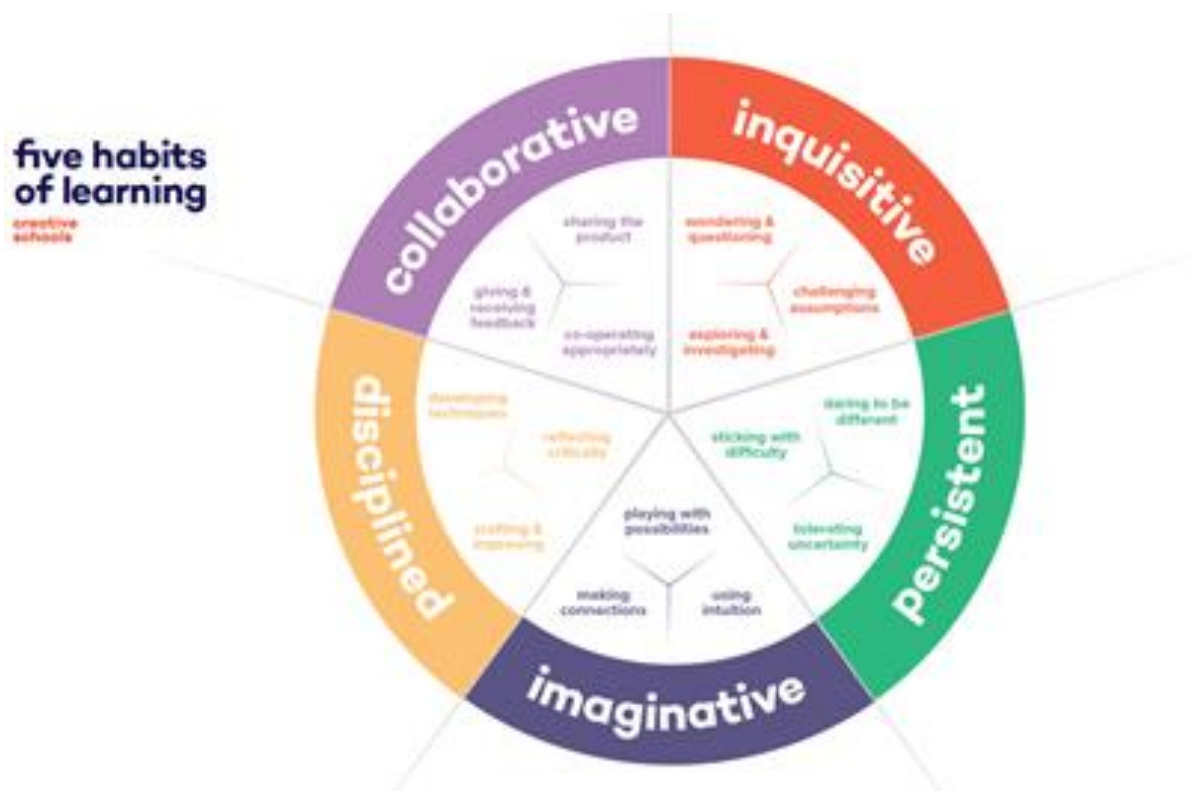 five habits
of learning
creative
schools
collaborative
sharing the
product
giving &
receiving
feedback
co-operating
appropriately
inquisitive
wondering &
questioning
challenging
assumptions
exploring &
investigating
persistent
daring to be
different
sticking with
difficulty
tolerating
uncertainty
imaginative
playing with
possibilities
making
connections
using
intuition
disciplined
developing
techniques
reflecting
critically
crafting &
improving